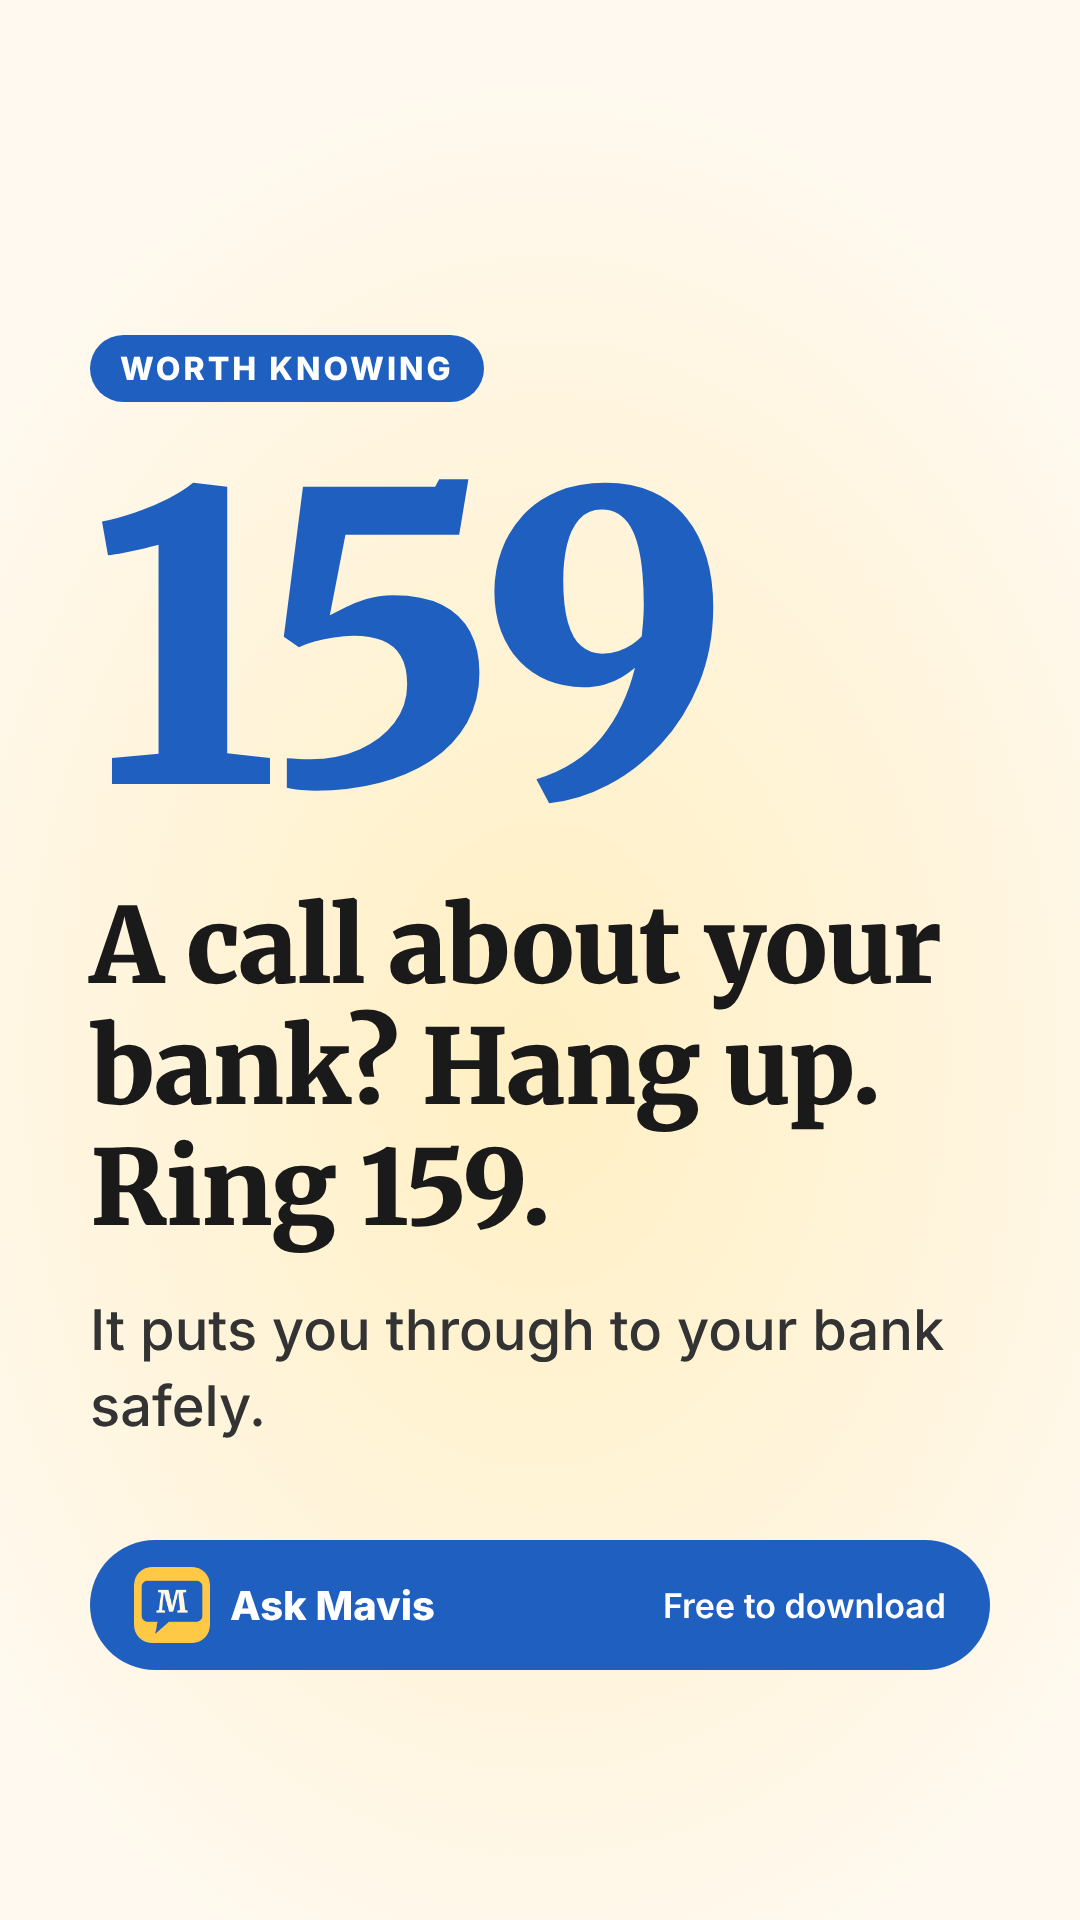 WORTH KNOWING
159
A call about your
bank? Hang up.
Ring 159.
It puts you through to your bank
safely.
M Ask Mavis Free to download